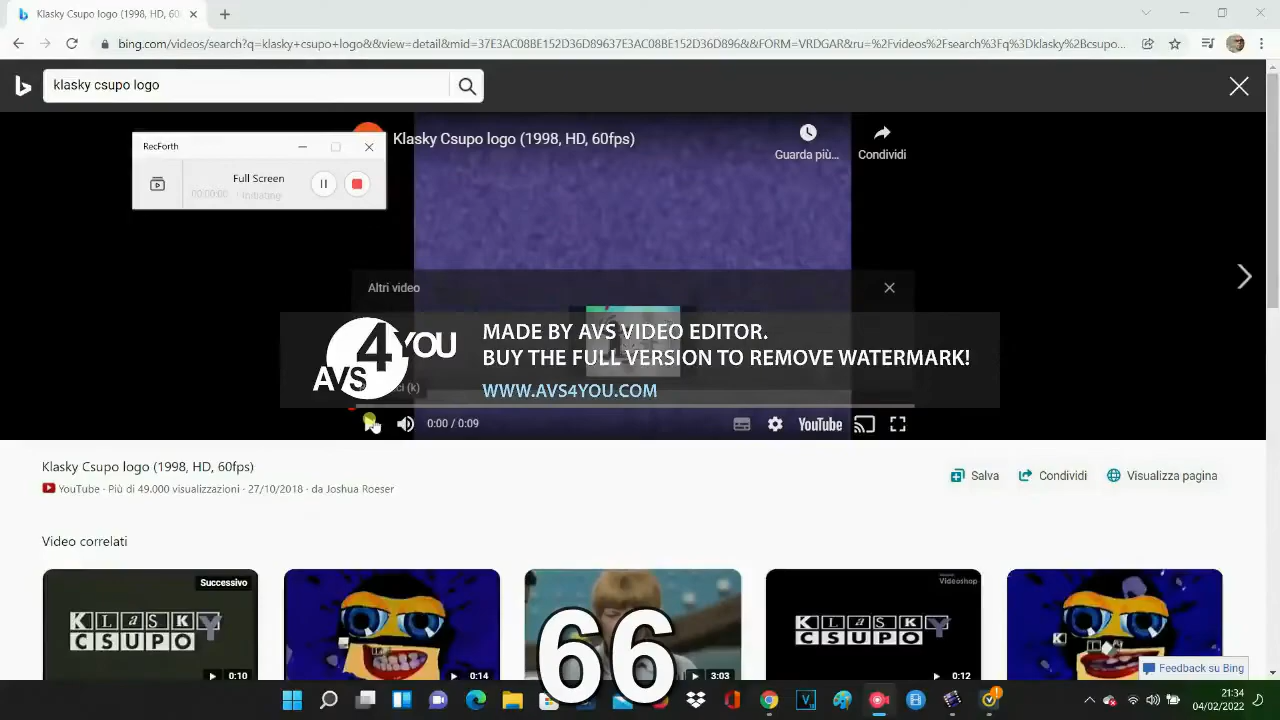 Klasky Csupo logo (1998, HD, 60
bing.com/videos/search?q=klasky+csupo+logo&&view=detail&mid=37E3AC08BE152D36D89637E3AC08BE152D36D896&&FORM=VRDGAR&ru=%2Fvideos%2Fsearch%3Fq%3Dklasky%2Bcsupo...
klasky csupo logo
RecForth
Full Screen
00:00:00
Initiating
Klasky Csupo logo (1998, HD, 60fps)
Guarda più...
Condividi
Altri video
AVS4YOU
MADE BY AVS VIDEO EDITOR.
BUY THE FULL VERSION TO REMOVE WATERMARK!
WWW.AVS4YOU.COM
0:00 / 0:09
YouTube
Klasky Csupo logo (1998, HD, 60fps)
YouTube · Più di 49.000 visualizzazioni · 27/10/2018 · da Joshua Roeser
Salva
Condividi
Visualizza pagina
Video correlati
Successivo
KLaSKY
CSUPO
0:10
0:14
3:03
Videoshop
KLaSKY
CSUPO
0:12
66
Feedback su Bing
21:34
04/02/2022